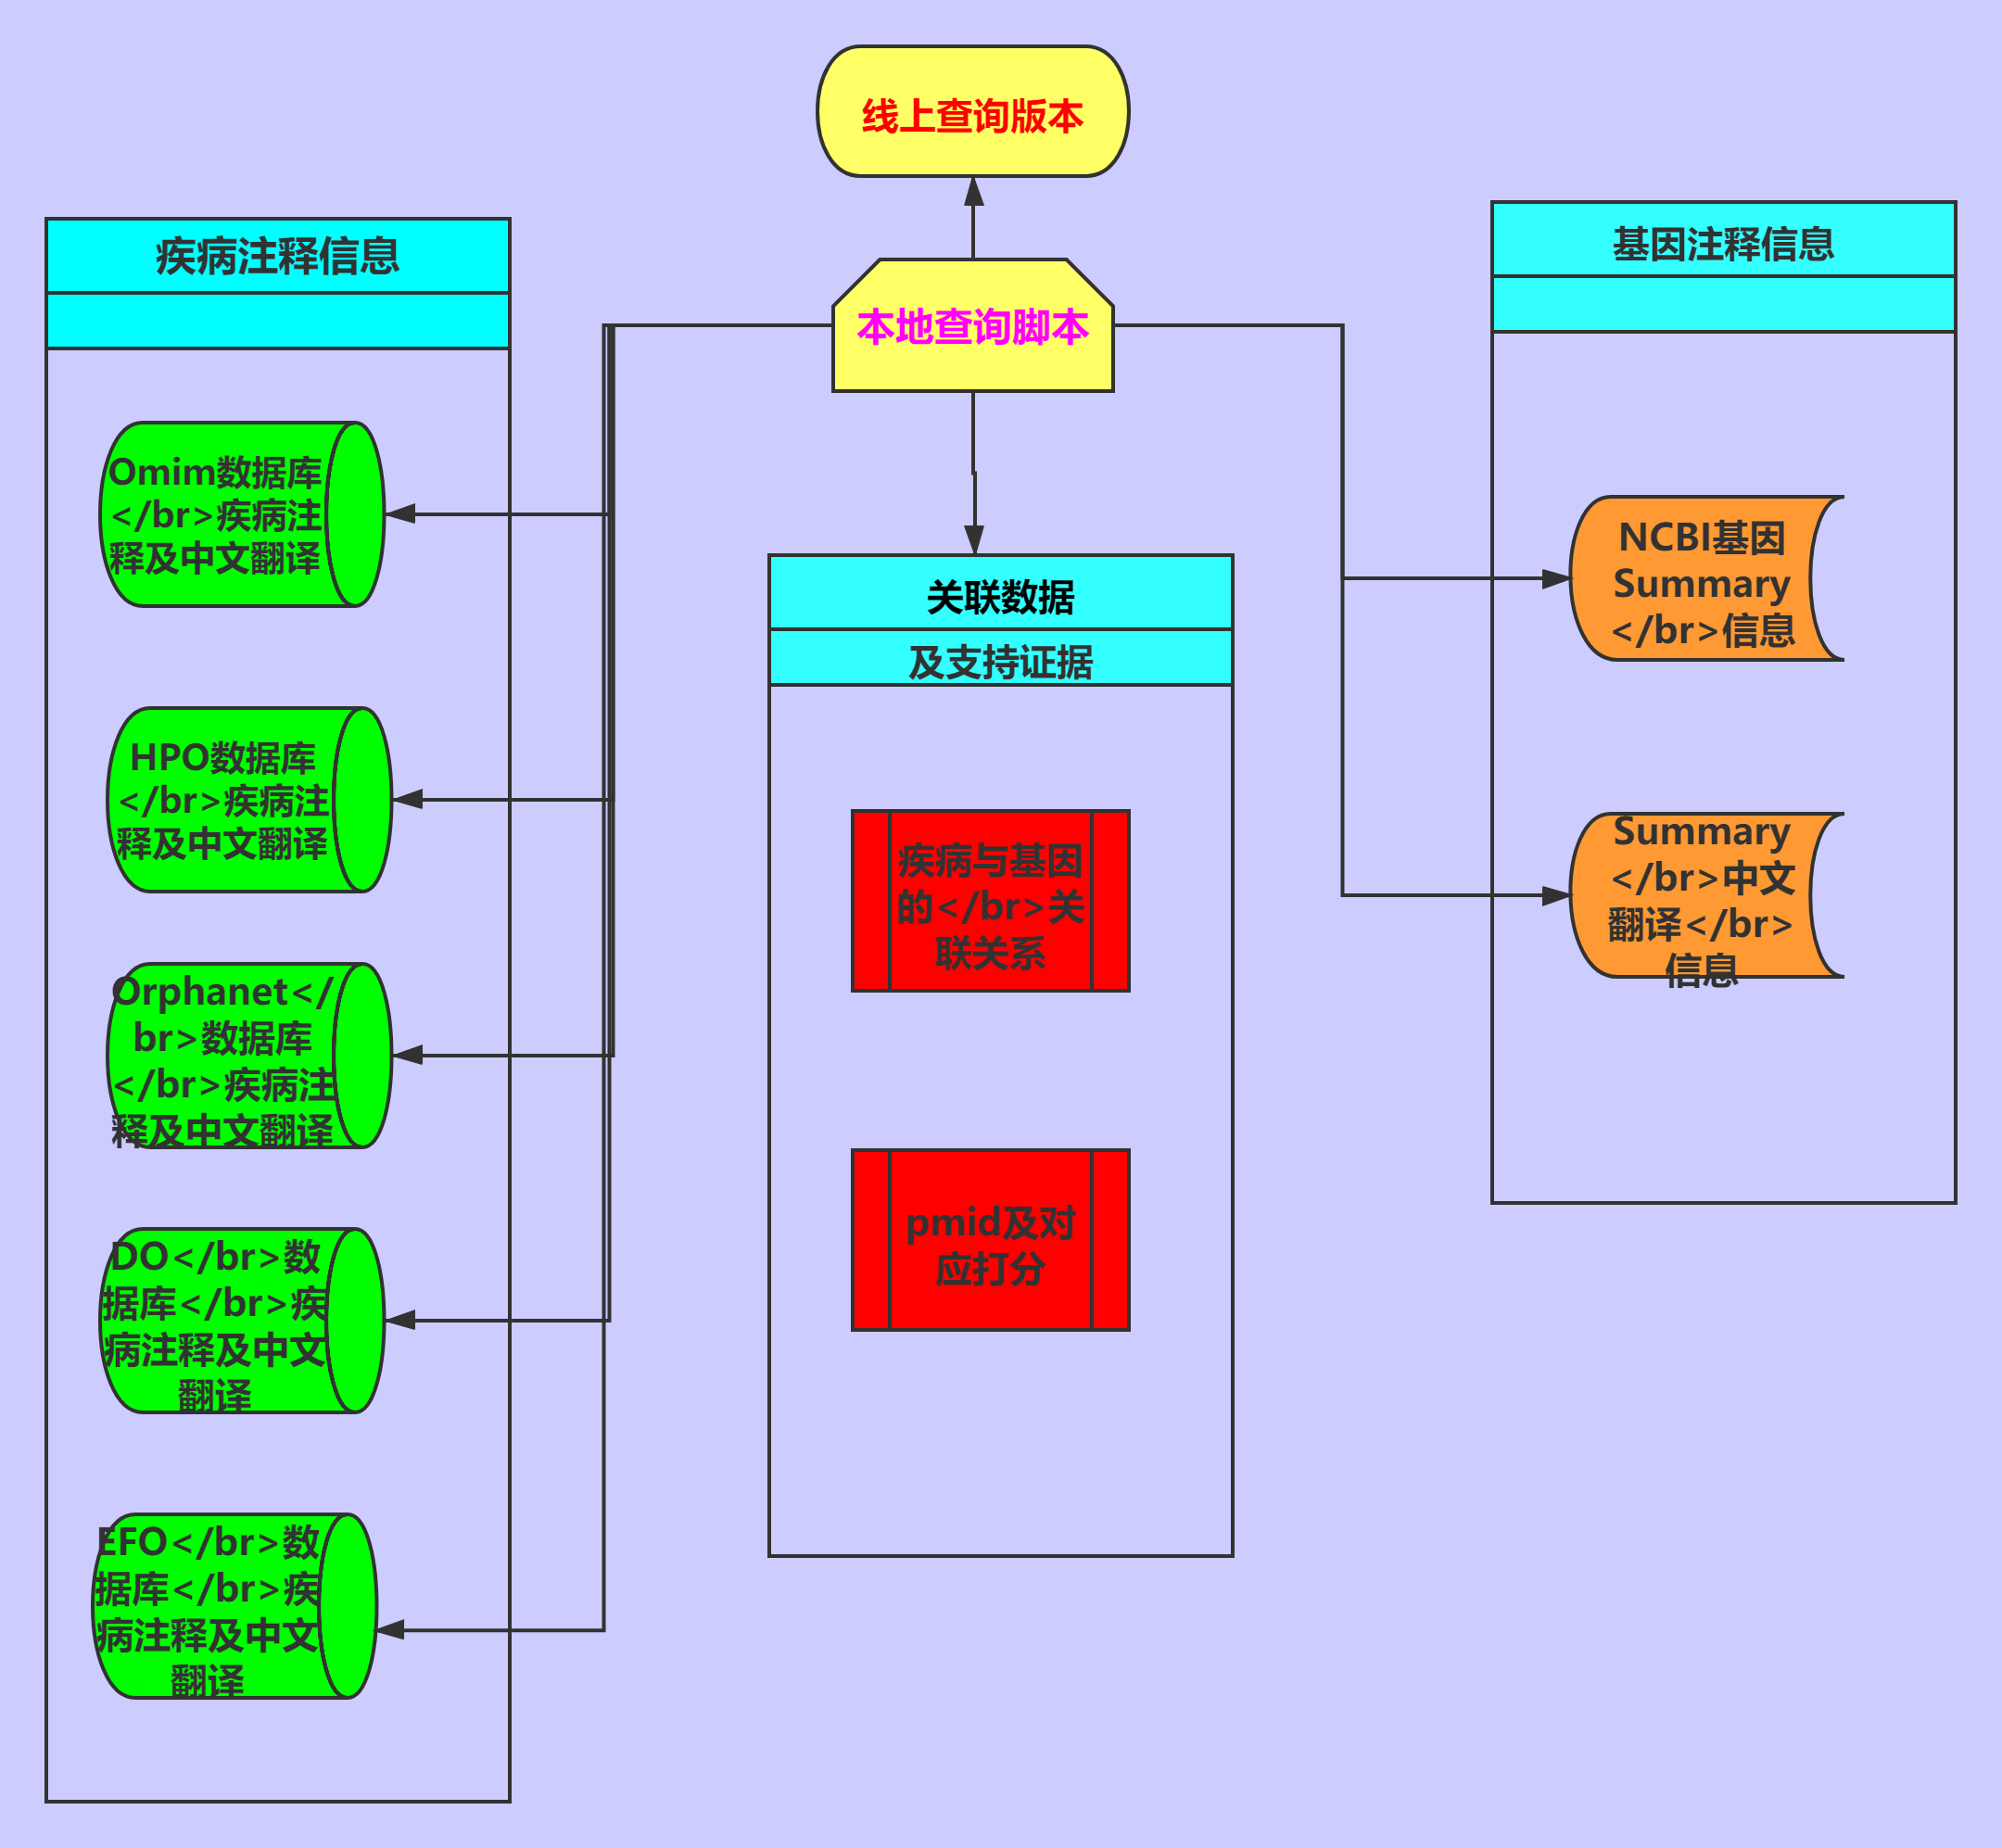 线上查询版本
本地查询脚本
疾病注释信息
Omim数据库
</br>疾病注
释及中文翻译
HPO数据库
</br>疾病注
释及中文翻译
Orphanet</
br>数据库
</br>疾病注
释及中文翻译
DO</br>数
据库</br>疾
病注释及中文
翻译
EFO</br>数
据库</br>疾
病注释及中文
翻译
关联数据
及支持证据
疾病与基因
的</br>关
联关系
pmid及对
应打分
基因注释信息
NCBI基因
Summary
</br>信息
Summary
</br>中文
翻译</br>
信息